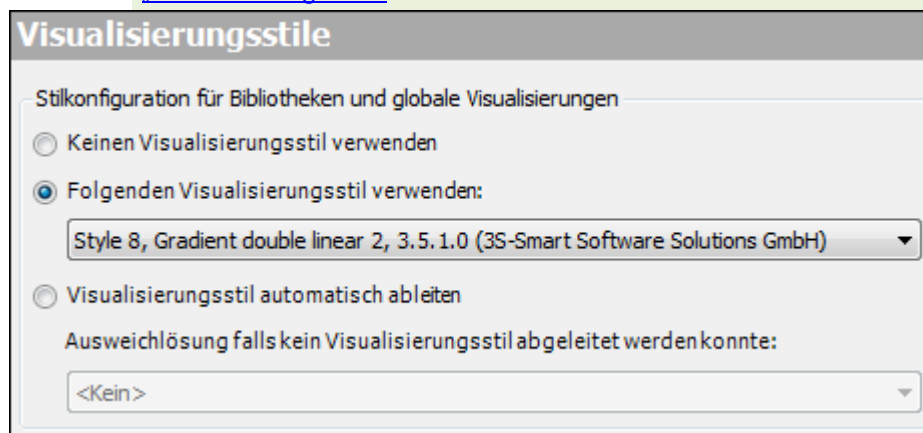 Visualisierungsstile
Stilkonfiguration für Bibliotheken und globale Visualisierungen
Keinen Visualisierungsstil verwenden
Folgenden Visualisierungsstil verwenden:
Style 8, Gradient double linear 2, 3.5.1.0 (3S-Smart Software Solutions GmbH)
Visualisierungsstil automatisch ableiten
Ausweichlösung falls kein Visualisierungsstil abgeleitet werden konnte:
<Kein>